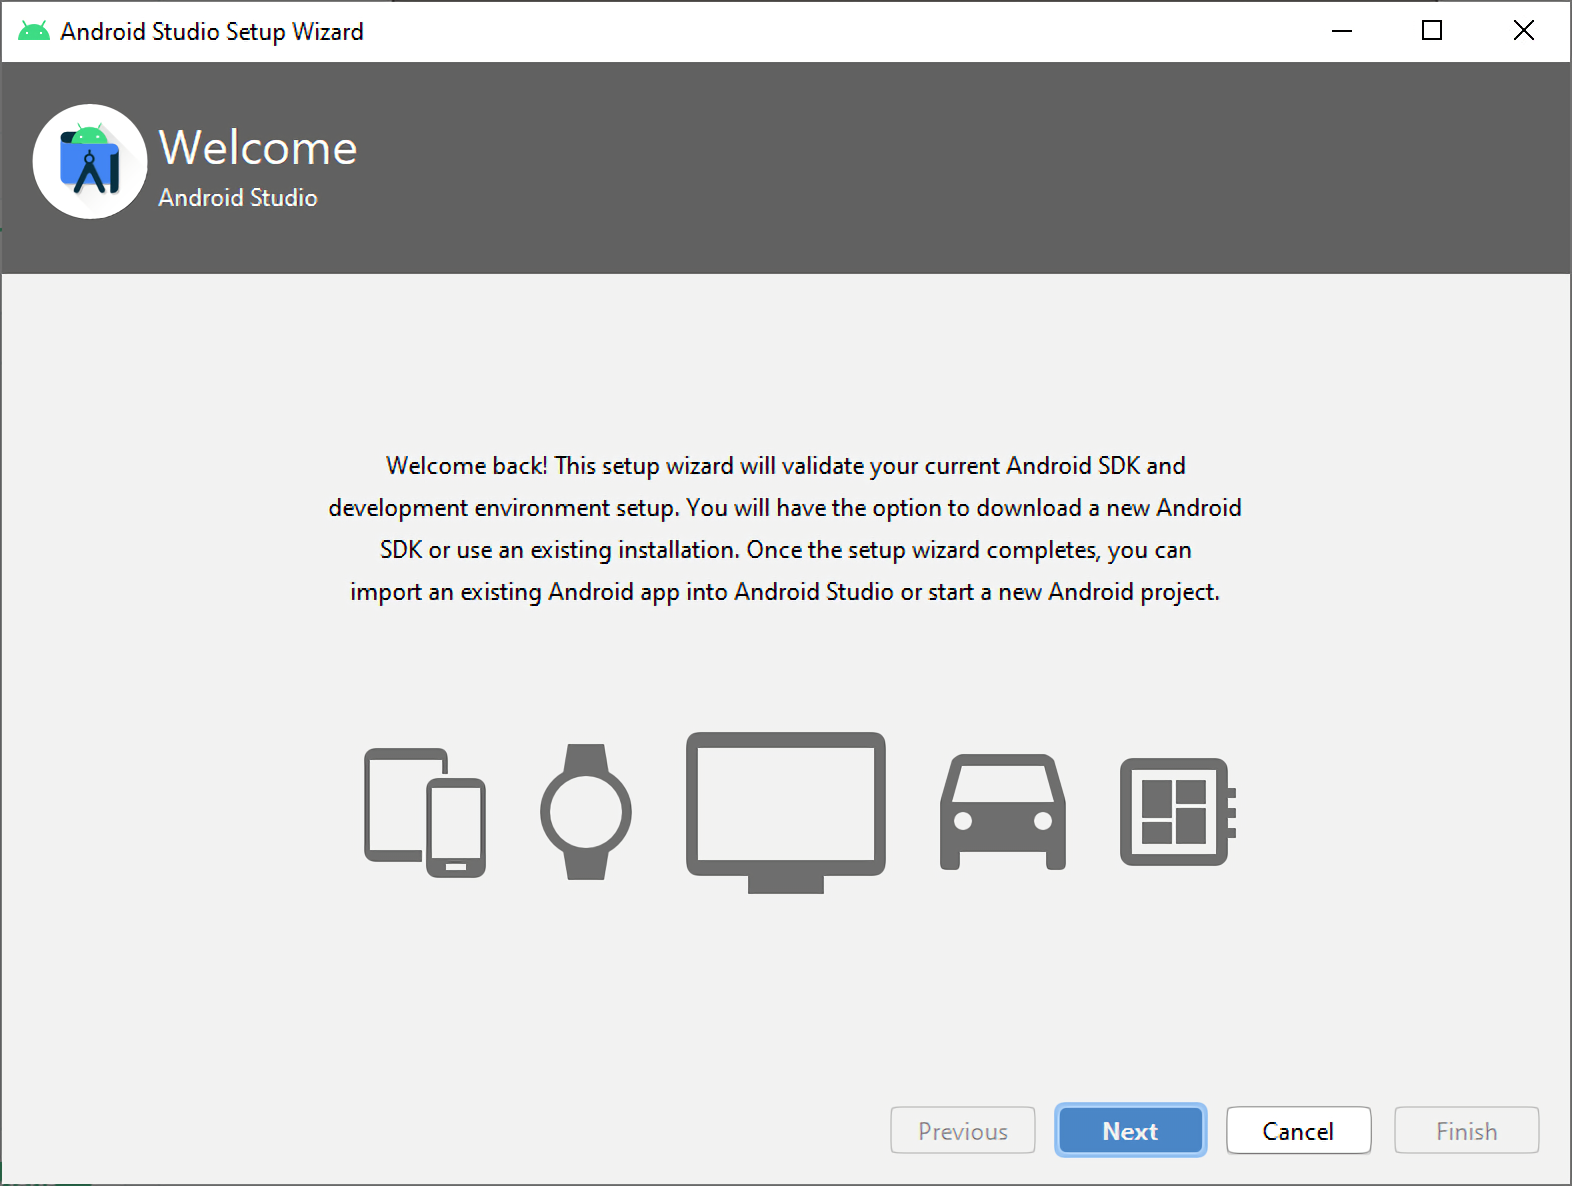 Android Studio Setup Wizard
Welcome
Android Studio
Welcome back! This setup wizard will validate your current Android SDK and
development environment setup. You will have the option to download a new Android
SDK or use an existing installation. Once the setup wizard completes, you can
import an existing Android app into Android Studio or start a new Android project.
Previous
Next
Cancel
Finish